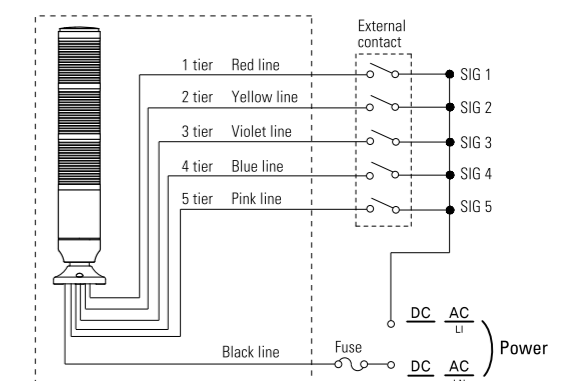 External
contact
1 tier Red line
SIG 1
2 tier Yellow line
SIG 2
3 tier Violet line
SIG 3
4 tier Blue line
SIG 4
5 tier Pink line
SIG 5
DC AC
LI
Power
Black line
Fuse
DC AC